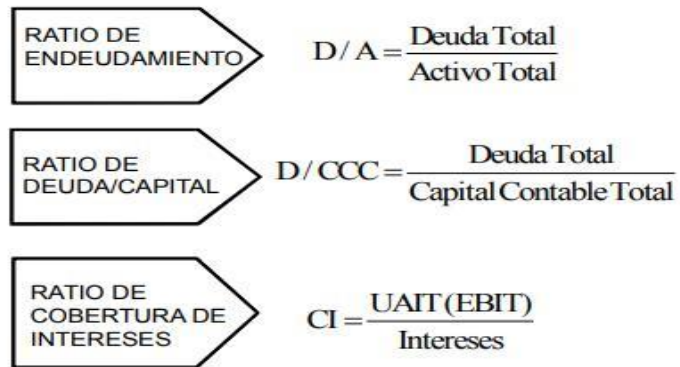 RATIO DE
ENDEUDAMIENTO
D/A = Deuda Total
Activo Total
RATIO DE
DEUDA/CAPITAL
D/CCC = Deuda Total
Capital Contable Total
RATIO DE
COBERTURA DE
INTERESES
CI = UAIT (EBIT)
Intereses